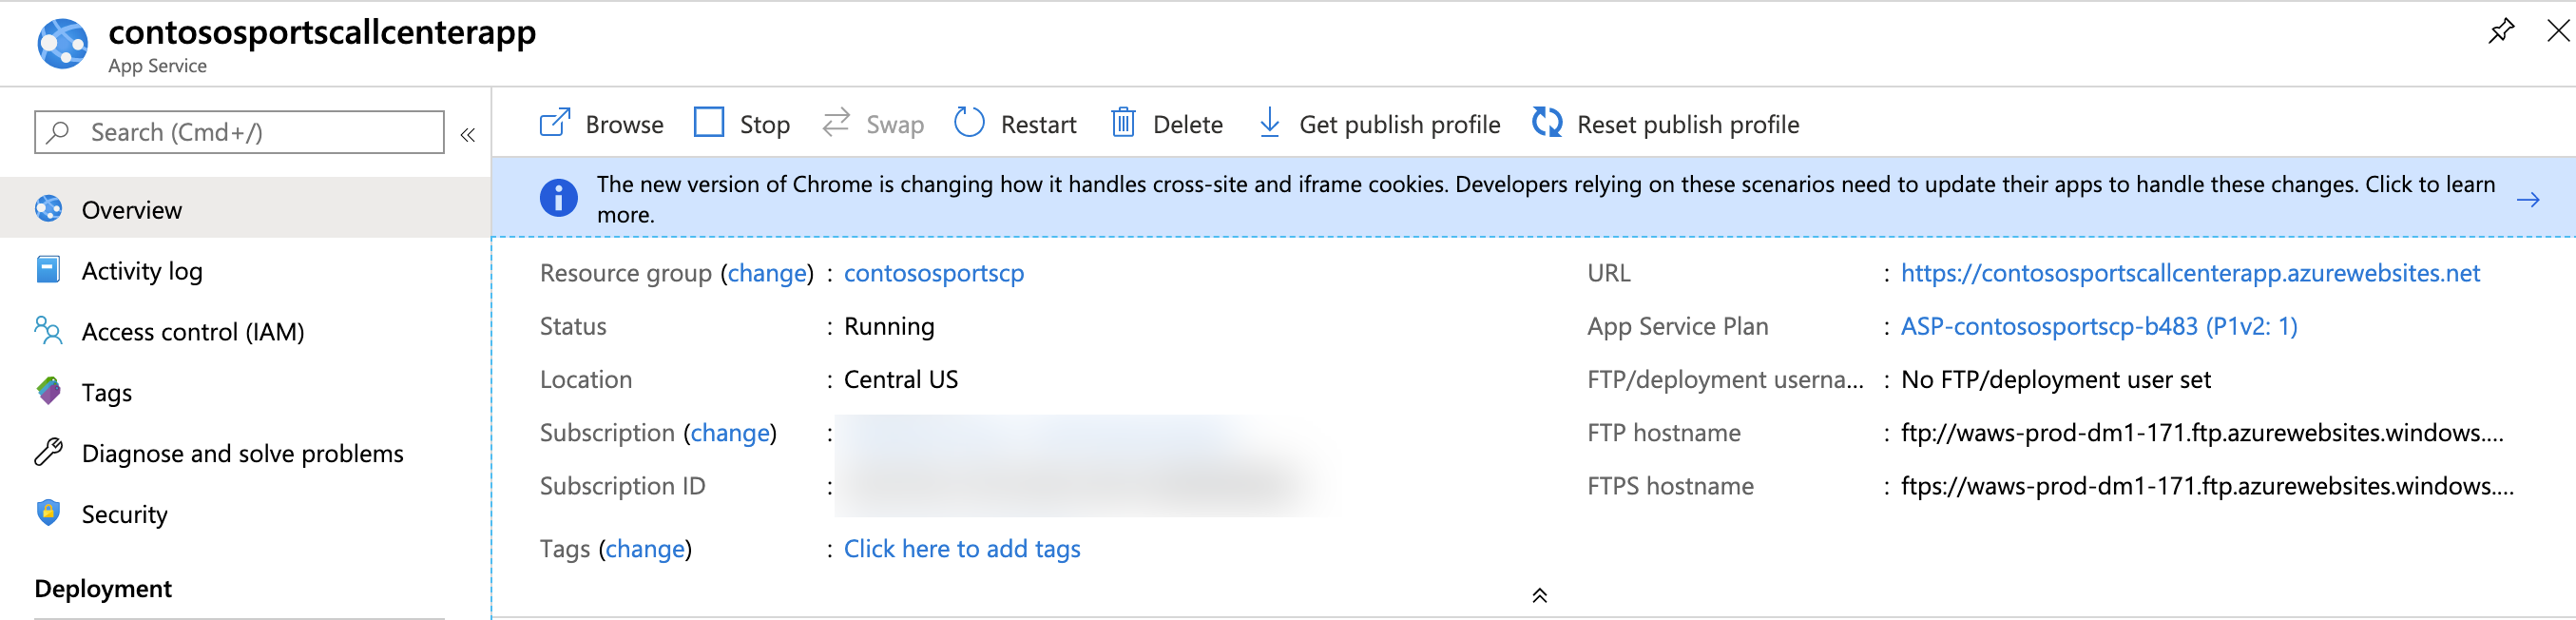 contososportscallcenterapp
App Service
Search (Cmd+/)
«
Overview
Activity log
Access control (IAM)
Tags
Diagnose and solve problems
Security
Deployment
Browse Stop Swap Restart Delete Get publish profile Reset publish profile
The new version of Chrome is changing how it handles cross-site and iframe cookies. Developers relying on these scenarios need to update their apps to handle these changes. Click to learn
more.
Resource group (change) : contososportscp
Status : Running
Location : Central US
Subscription (change) :
Subscription ID :
Tags (change) : Click here to add tags
URL : https://contososportscallcenterapp.azurewebsites.net
App Service Plan : ASP-contososportscp-b483 (P1v2: 1)
FTP/deployment userna... : No FTP/deployment user set
FTP hostname : ftp://waws-prod-dm1-171.ftp.azurewebsites.windows....
FTPS hostname : ftps://waws-prod-dm1-171.ftp.azurewebsites.windows....